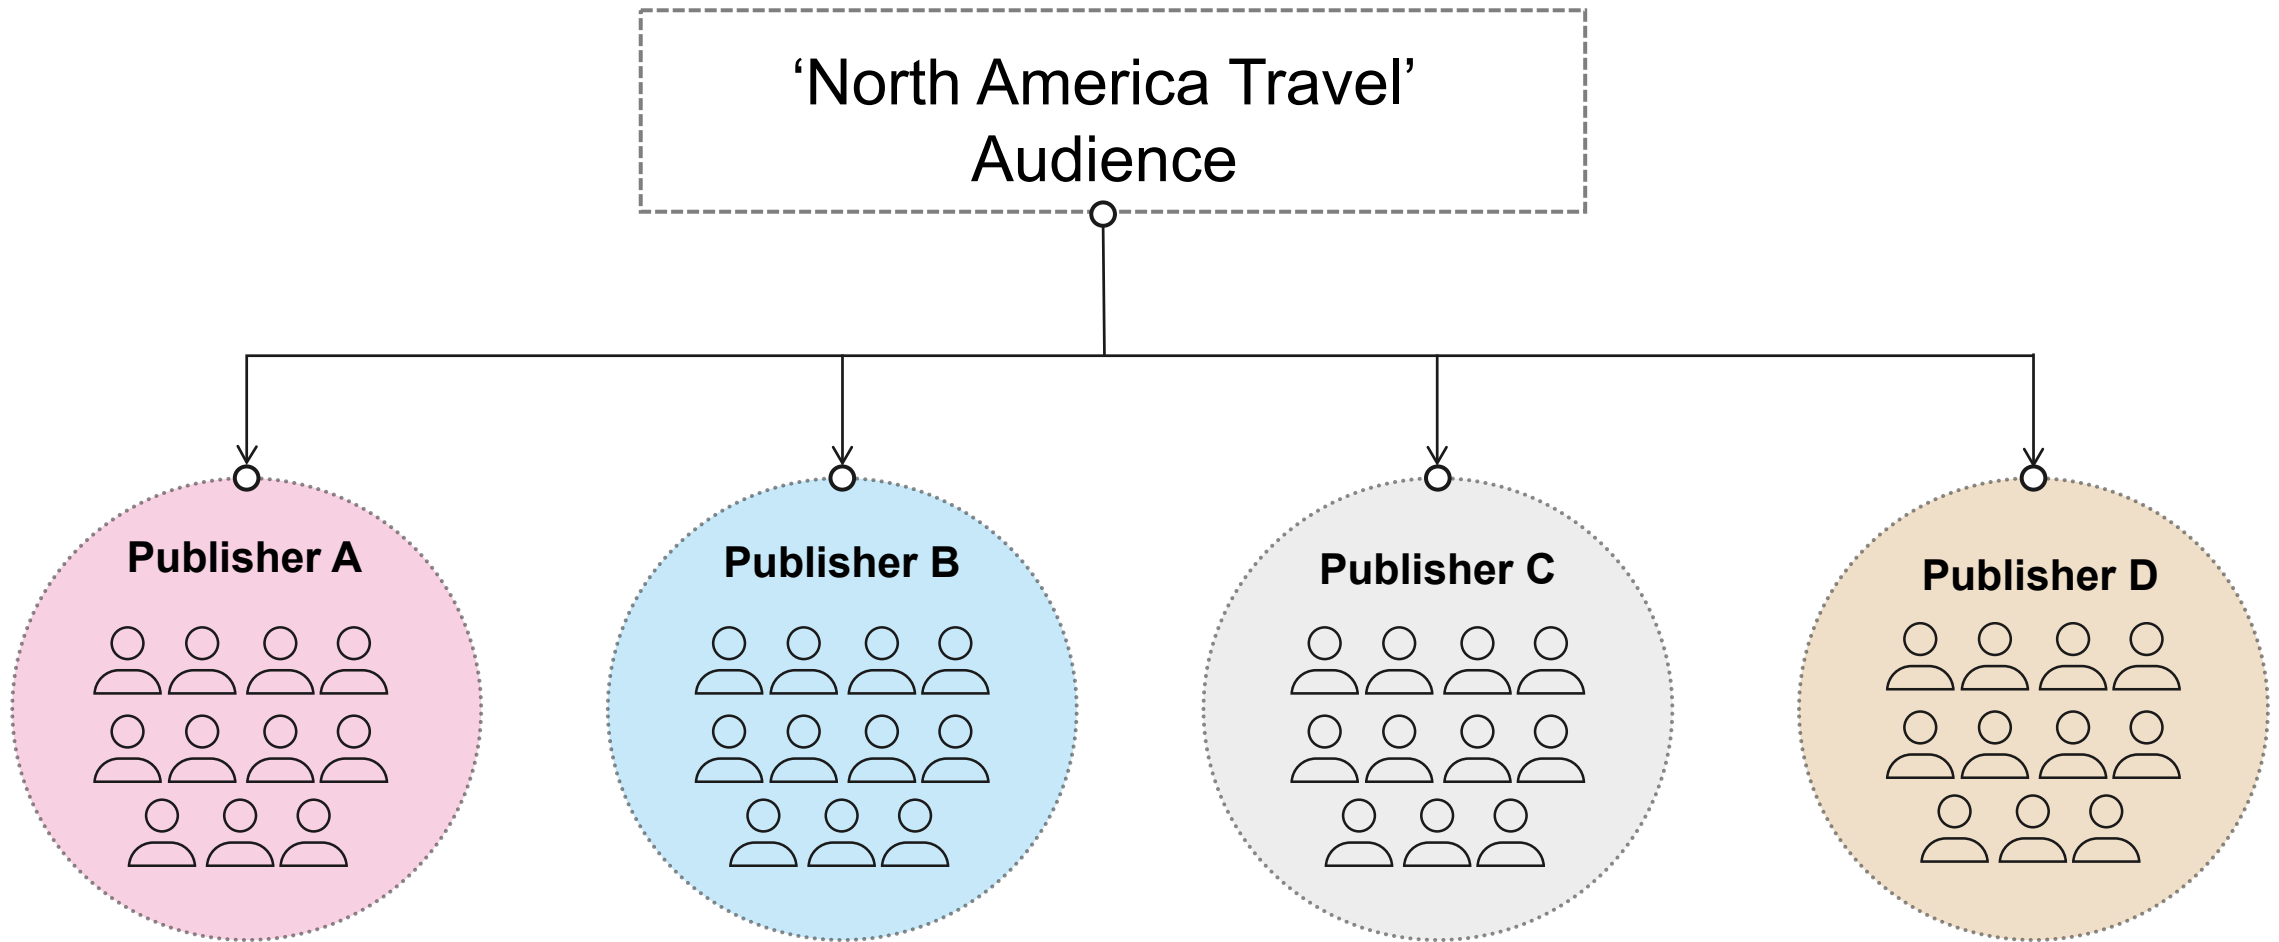 ‘North America Travel’
Audience
Publisher A
Publisher B
Publisher C
Publisher D